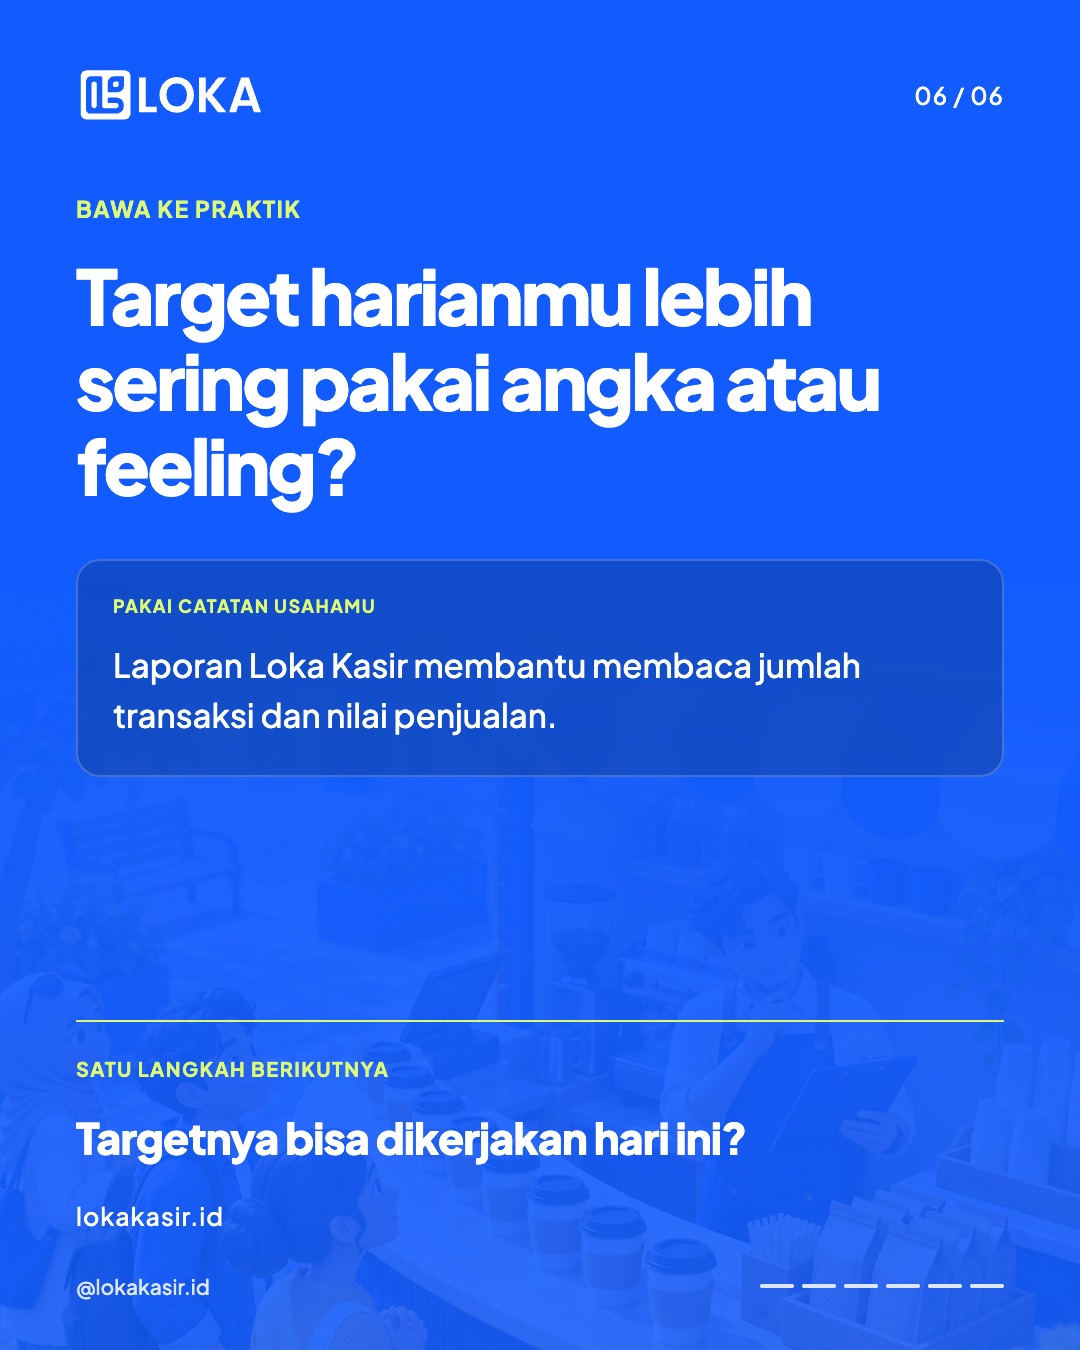 LOKA
06 / 06
BAWA KE PRAKTIK
Target harianmu lebih
sering pakai angka atau
feeling?
PAKAI CATATAN USAHAMU
Laporan Loka Kasir membantu membaca jumlah
transaksi dan nilai penjualan.
SATU LANGKAH BERIKUTNYA
Targetnya bisa dikerjakan hari ini?
lokakasir.id
@lokakasir.id